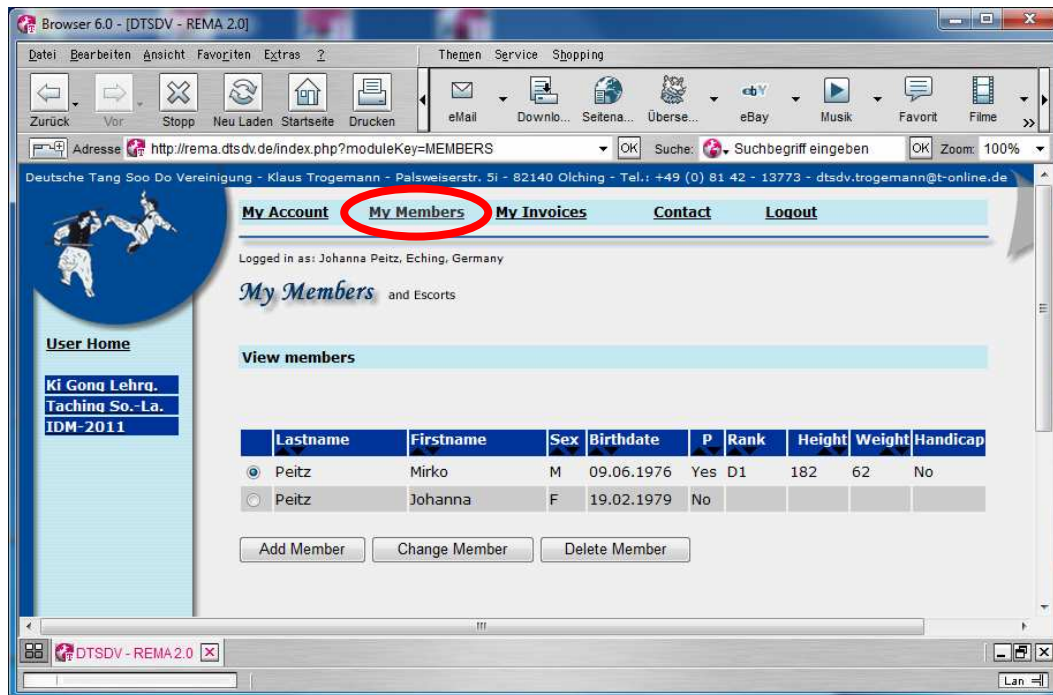 Browser 6.0 - [DTSDV - REMA 2.0]
Datei Bearbeiten Ansicht Favoriten Extras ? Themen Service Shopping
Zurück Vor Stopp Neu Laden Startseite Drucken eMail Downlo... Seitena... Überse... eBay Musik Favorit Filme »
Adresse http://rema.dtsdv.de/index.php?moduleKey=MEMBERS OK Suche: Suchbegriff eingeben OK Zoom: 100%
Deutsche Tang Soo Do Vereinigung - Klaus Trogemann - Palsweiserstr. 5i - 82140 Olching - Tel.: +49 (0) 81 42 - 13773 - dtsdv.trogemann@t-online.de
My Account My Members My Invoices Contact Logout
Logged in as: Johanna Peitz, Eching, Germany
My Members and Escorts
User Home
View members
Ki Gong Lehrg.
Taching So.-La.
IDM-2011
Lastname Firstname Sex Birthdate P Rank Height Weight Handicap
Peitz Mirko M 09.06.1976 Yes D1 182 62 No
Peitz Johanna F 19.02.1979 No
Add Member Change Member Delete Member
DTSDV - REMA 2.0
Lan